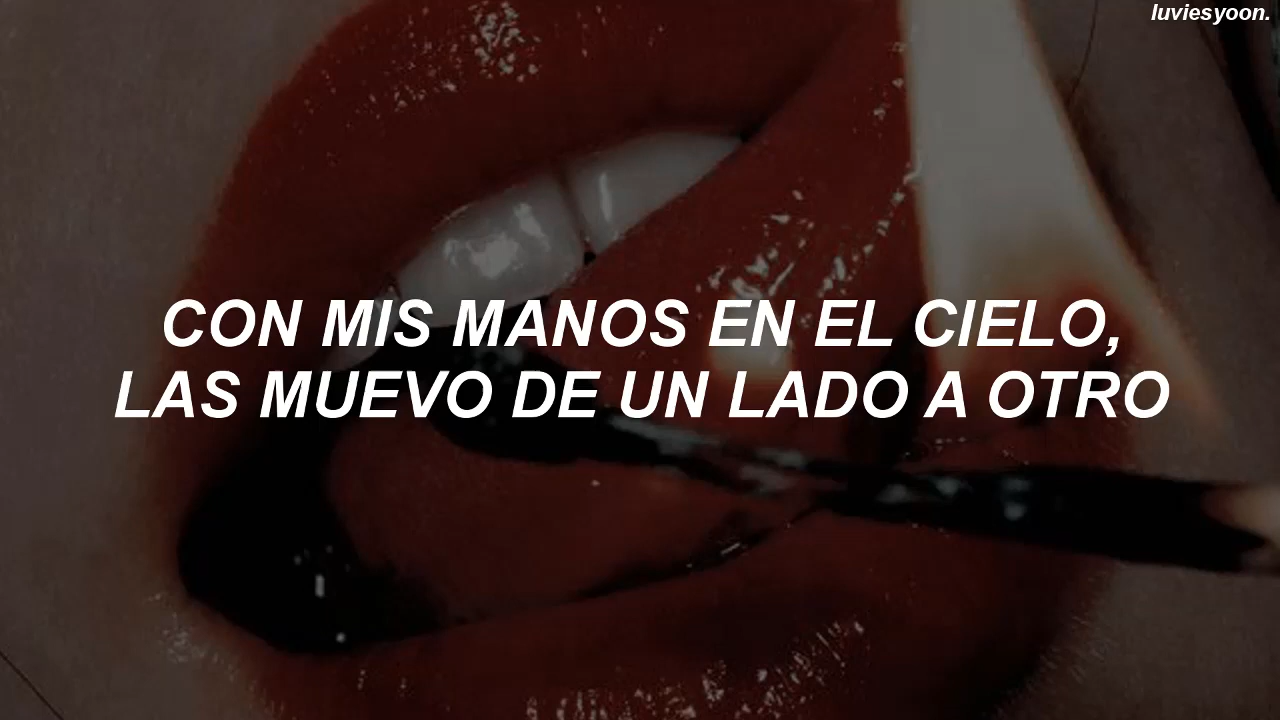 luviesyoon.
CON MIS MANOS EN EL CIELO,
LAS MUEVO DE UN LADO A OTRO